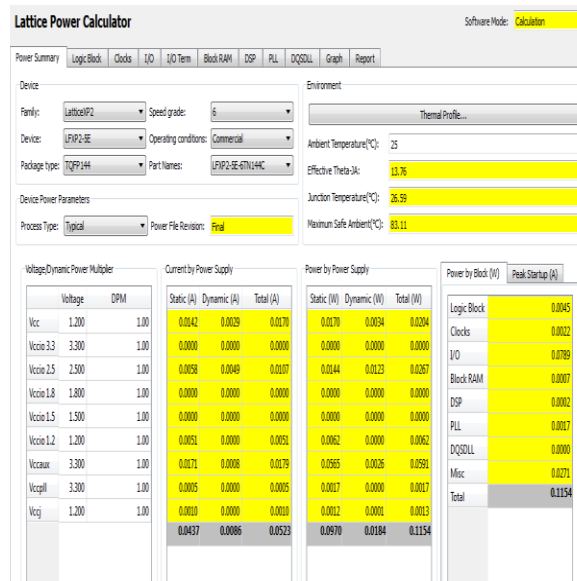 Lattice Power Calculator
Software Mode: Calculation
Power Summary Logic Block Clocks I/O I/O Term Block RAM DSP PLL DQSDLL Graph Report
Device
Family: LatticeXP2 Speed grade: 6
Device: LFXP2-5E Operating conditions: Commercial
Package type: TQFP144 Part Names: LFXP2-5E-6TN144C
Device Power Parameters
Process Type: Typical Power File Revision: Final
Environment
Thermal Profile...
Ambient Temperature(°C): 25
Effective Theta-JA: 13.76
Junction Temperature(°C): 26.59
Maximum Safe Ambient(°C): 83.11
Voltage/Dynamic Power Multiplier
Voltage DPM
Vcc 1.200 1.00
Vccio 3.3 3.300 1.00
Vccio 2.5 2.500 1.00
Vccio 1.8 1.800 1.00
Vccio 1.5 1.500 1.00
Vccio 1.2 1.200 1.00
Vccaux 3.300 1.00
Vccpll 3.300 1.00
Vccj 1.200 1.00
Current by Power Supply
Static (A) Dynamic (A) Total (A)
0.0142 0.0029 0.0170
0.0000 0.0000 0.0000
0.0058 0.0049 0.0107
0.0000 0.0000 0.0000
0.0000 0.0000 0.0000
0.0051 0.0000 0.0051
0.0171 0.0008 0.0179
0.0005 0.0000 0.0005
0.0010 0.0000 0.0010
0.0437 0.0086 0.0523
Power by Power Supply
Static (W) Dynamic (W) Total (W)
0.0170 0.0034 0.0204
0.0000 0.0000 0.0000
0.0144 0.0123 0.0267
0.0000 0.0000 0.0000
0.0000 0.0000 0.0000
0.0062 0.0000 0.0062
0.0565 0.0026 0.0591
0.0017 0.0000 0.0017
0.0012 0.0001 0.0013
0.0970 0.0184 0.1154
Power by Block (W) Peak Startup (A)
Logic Block 0.0045
Clocks 0.0022
I/O 0.0789
Block RAM 0.0007
DSP 0.0002
PLL 0.0017
DQSDLL 0.0000
Misc 0.0271
Total 0.1154